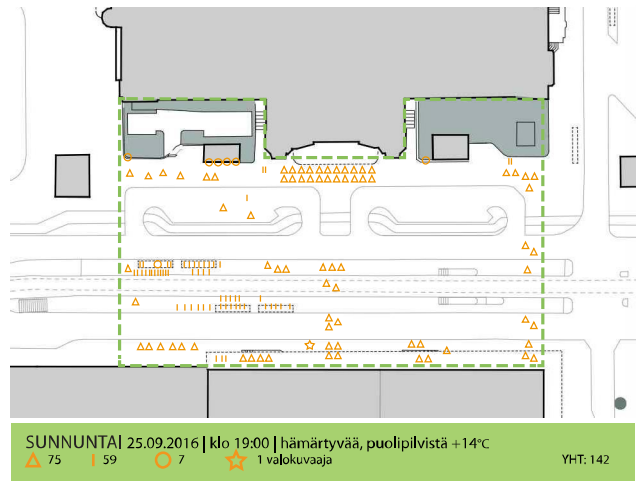 SUNNUNTAI 25.09.2016 | klo 19:00 | hämärtyvää, puolipilvistä +14°C
75 59 7 1 valokuvaaja YHT: 142